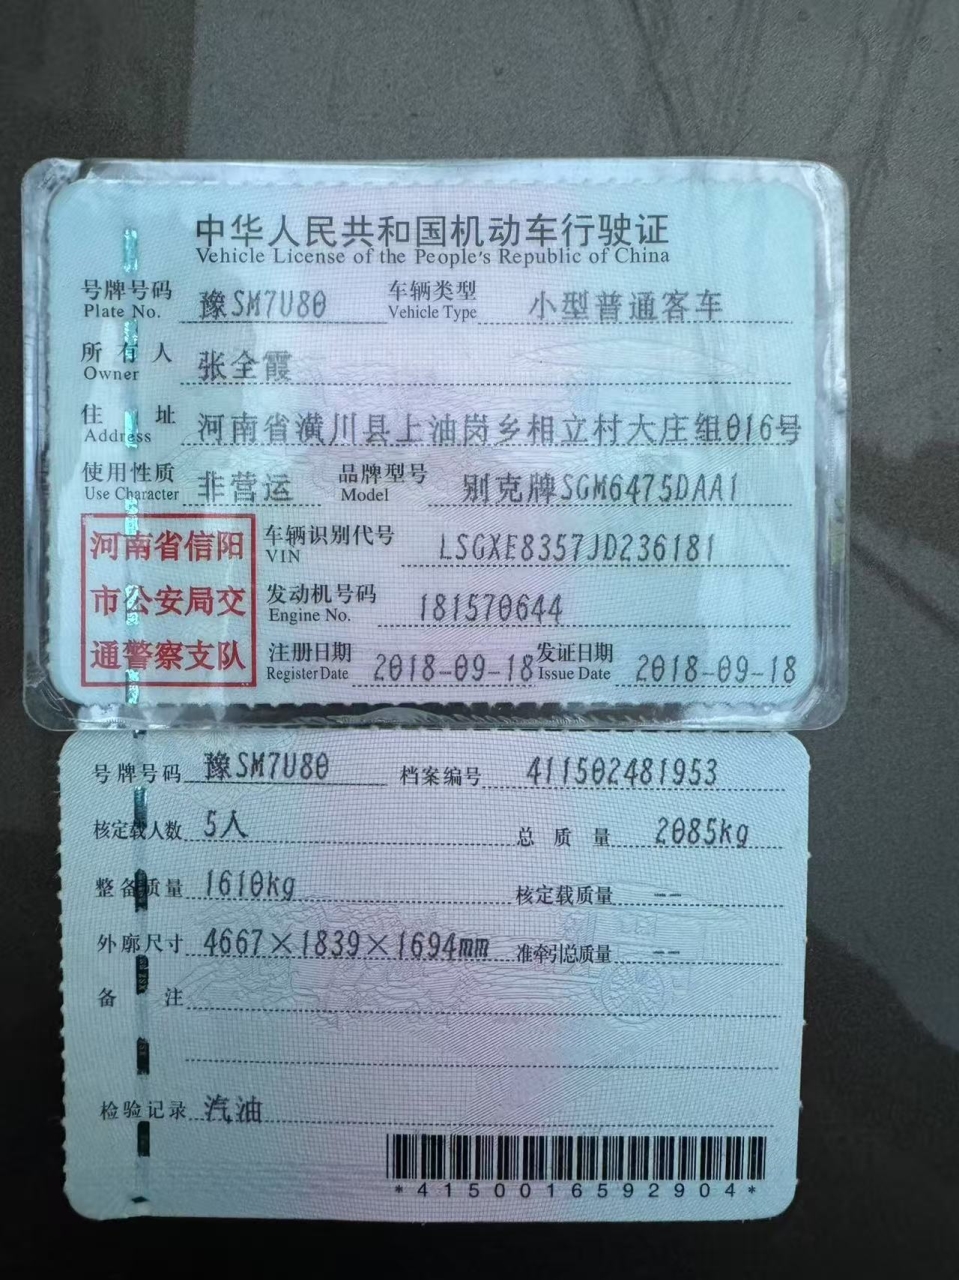 中华人民共和国机动车行驶证
Vehicle License of the People's Republic of China
号牌号码 Plate No. 豫SM7U80 车辆类型 Vehicle Type 小型普通客车
所有人 Owner 张全霞
住址 Address 河南省潢川县上油岗乡相立村大庄组016号
使用性质 Use Character 非营运 品牌型号 Model 别克牌SGM6475DAA1
河南省信阳
市公安局交
通警察支队
车辆识别代号 VIN LSGXE8357JD236181
发动机号码 Engine No. 181570644
注册日期 Register Date 2018-09-18 发证日期 Issue Date 2018-09-18
号牌号码 豫SM7U80 档案编号 411502481953
核定载人数 5人 总质量 2085kg
整备质量 1610kg 核定载质量 --
外廓尺寸 4667×1839×1694mm 准牵引总质量 --
备注
检验记录 汽油
*4150016592904*